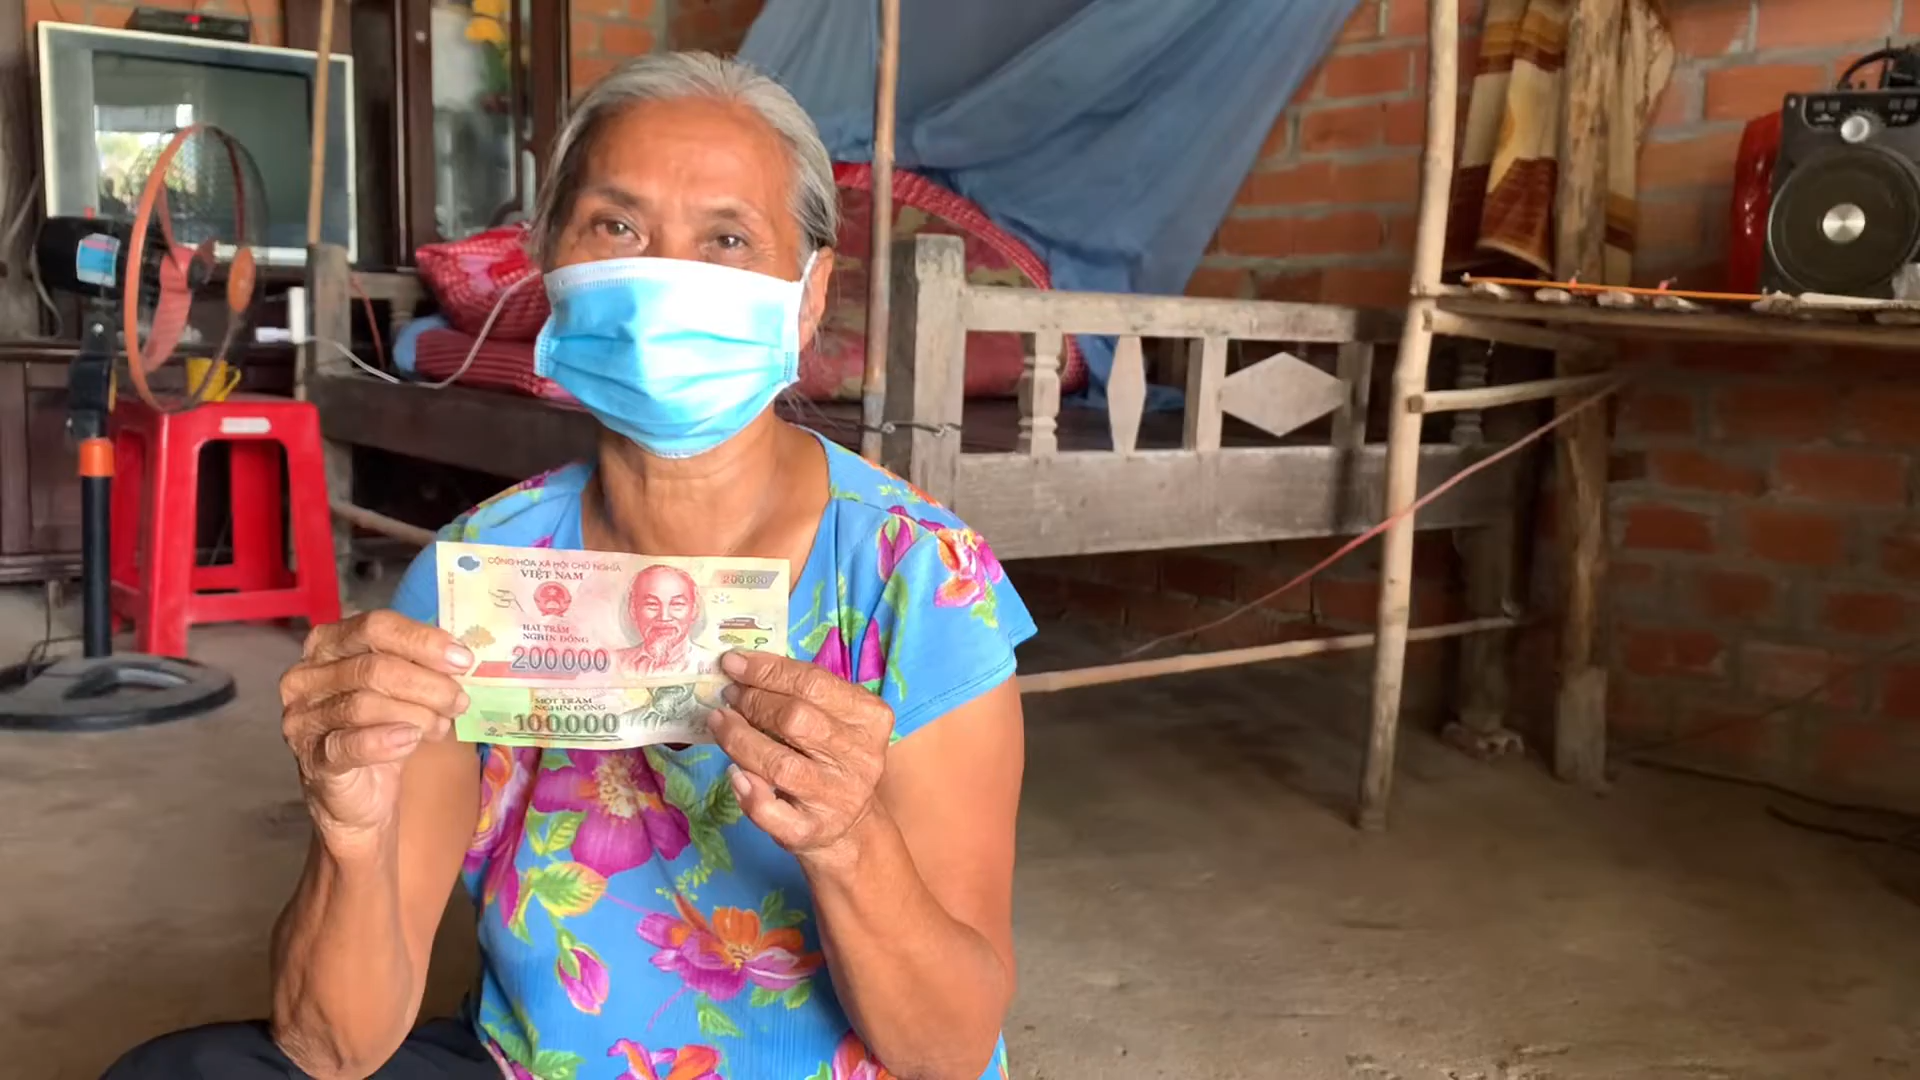 CỘNG HÒA XÃ HỘI CHỦ NGHĨA
VIỆT NAM
200000
HAI TRĂM
NGHÌN ĐỒNG
200000
MỘT TRĂM
NGHÌN ĐỒNG
100000